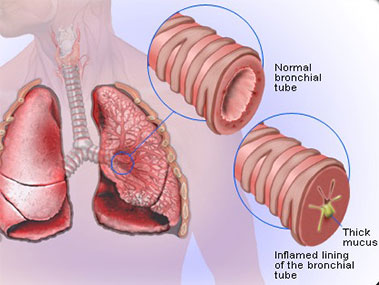 Normal
bronchial
tube
Thick
mucus
Inflamed lining
of the bronchial
tube